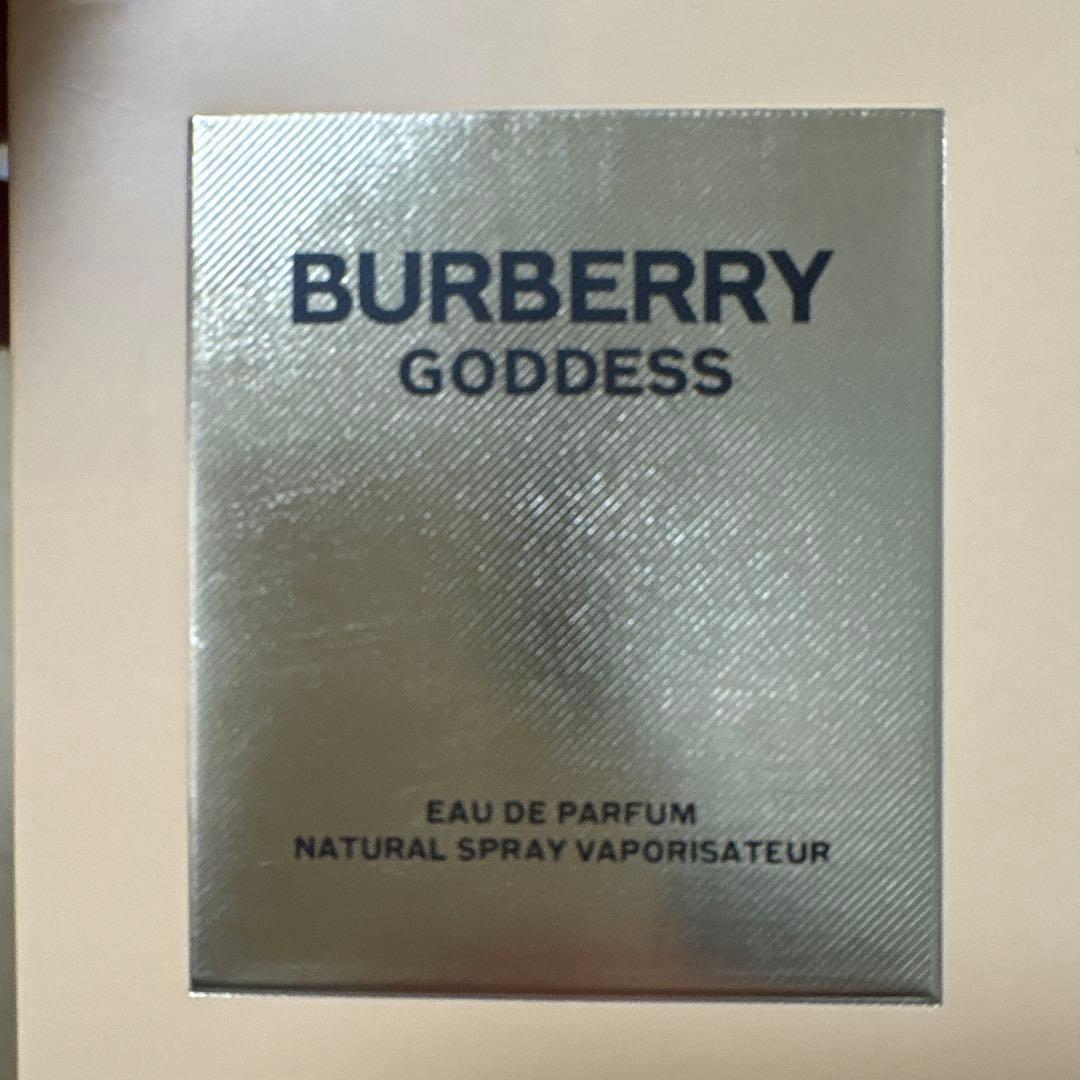 BURBERRY
GODDESS
EAU DE PARFUM
NATURAL SPRAY VAPORISATEUR